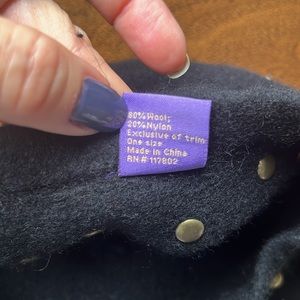 80%Wool;
20%Nylon
Exclusive of trim
One size
Made in China
RN # 117802